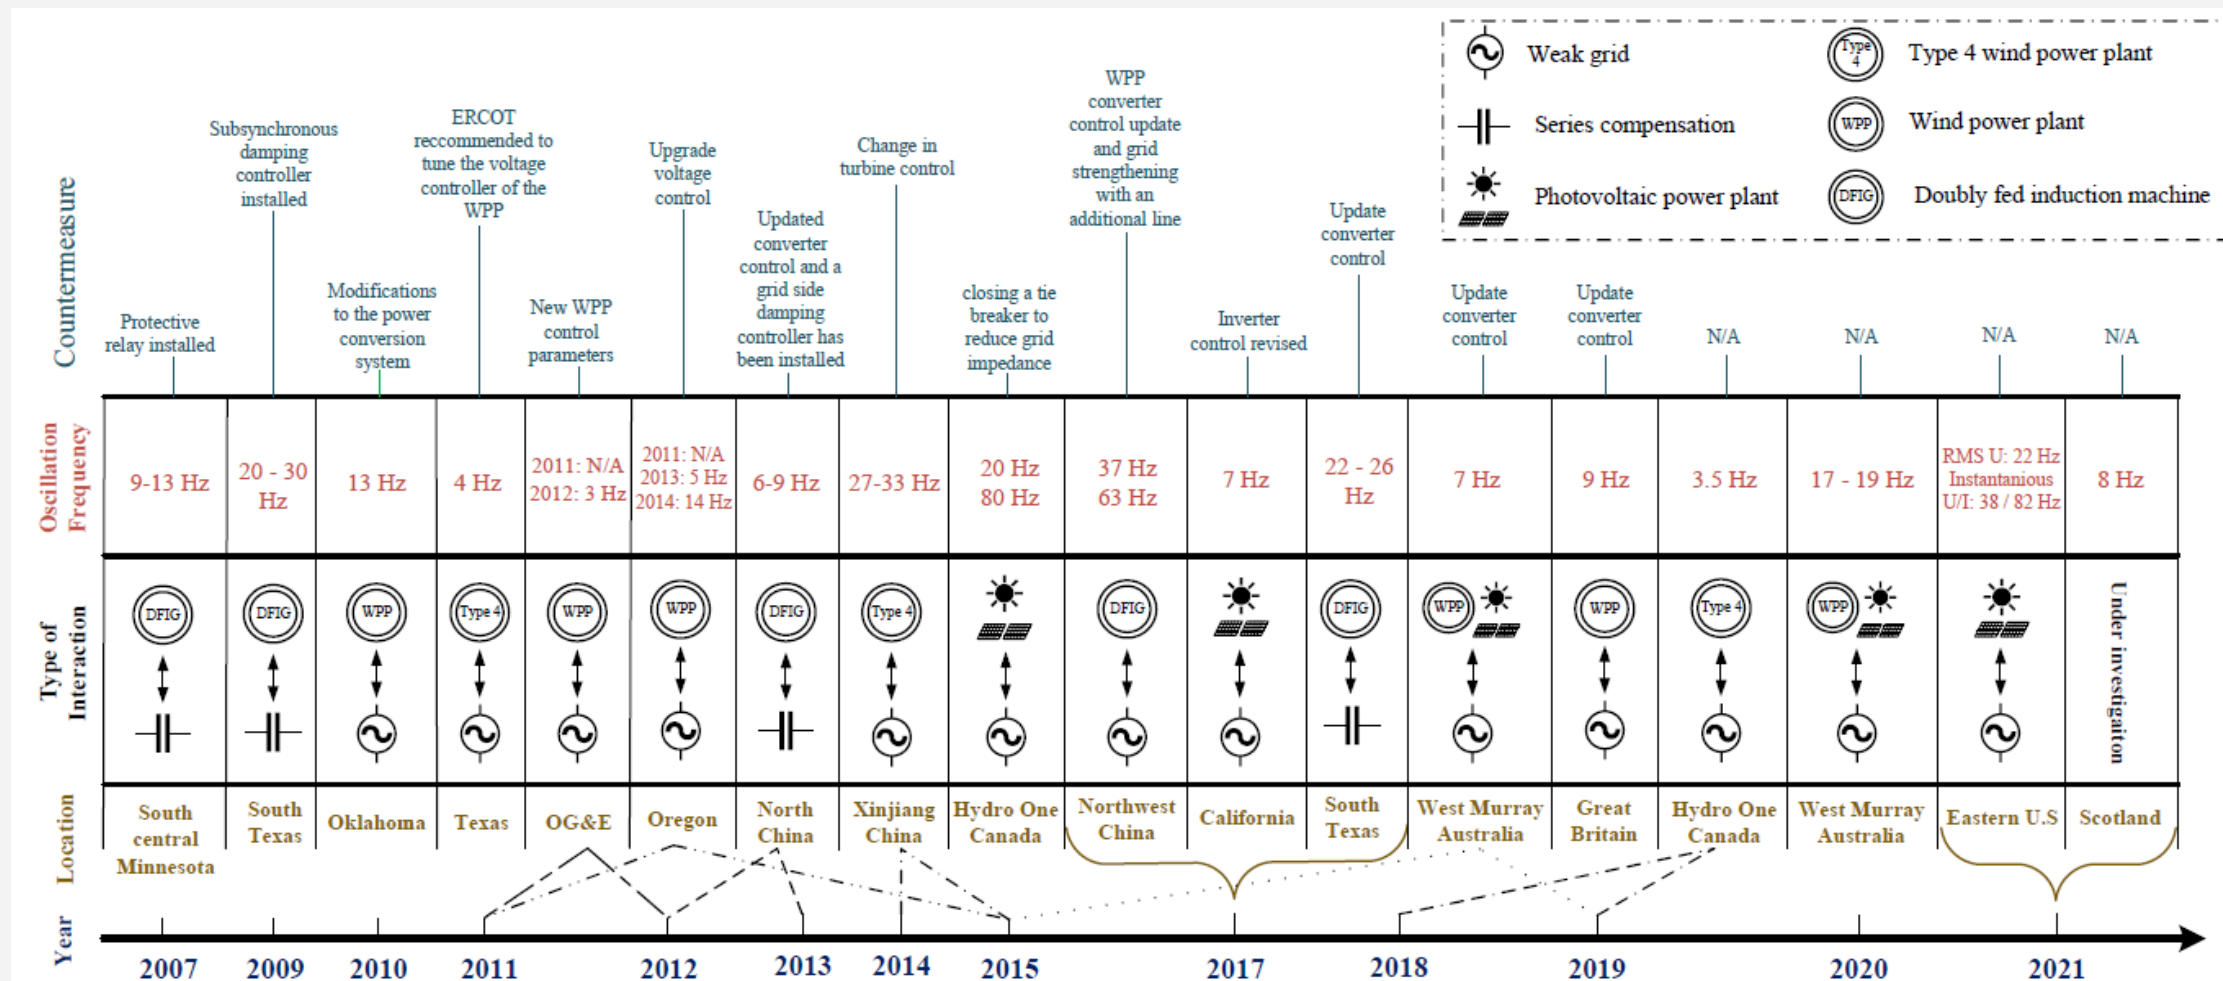 Weak grid
Type 4 wind power plant
Series compensation
WPP Wind power plant
Photovoltaic power plant
DFIG Doubly fed induction machine
Countermeasure
Protective
relay installed
Subsynchronous
damping
controller
installed
Modifications
to the power
conversion
system
ERCOT
reccommended to
tune the voltage
controller of the
WPP
New WPP
control
parameters
Upgrade
voltage
control
Updated
converter
control and a
grid side
damping
controller has
been installed
Change in
turbine control
closing a tie
breaker to
reduce grid
impedance
WPP
converter
control update
and grid
strengthening
with an
additional line
Inverter
control revised
Update
converter
control
Update
converter
control
Update
converter
control
N/A
N/A
N/A
N/A
Oscillation
Frequency
9-13 Hz
20 - 30
Hz
13 Hz
4 Hz
2011: N/A
2012: 3 Hz
2011: N/A
2013: 5 Hz
2014: 14 Hz
6-9 Hz
27-33 Hz
20 Hz
80 Hz
37 Hz
63 Hz
7 Hz
22 - 26
Hz
7 Hz
9 Hz
3.5 Hz
17 - 19 Hz
RMS U: 22 Hz
Instantanious
U/I: 38 / 82 Hz
8 Hz
Type of
Interaction
DFIG
DFIG
WPP
Type 4
WPP
WPP
DFIG
Type 4
DFIG
DFIG
WPP
WPP
Type 4
WPP
Under investigaiton
Location
South
central
Minnesota
South
Texas
Oklahoma
Texas
OG&E
Oregon
North
China
Xinjiang
China
Hydro One
Canada
Northwest
China
California
South
Texas
West Murray
Australia
Great
Britain
Hydro One
Canada
West Murray
Australia
Eastern U.S
Scotland
Year
2007
2009
2010
2011
2012
2013
2014
2015
2017
2018
2019
2020
2021